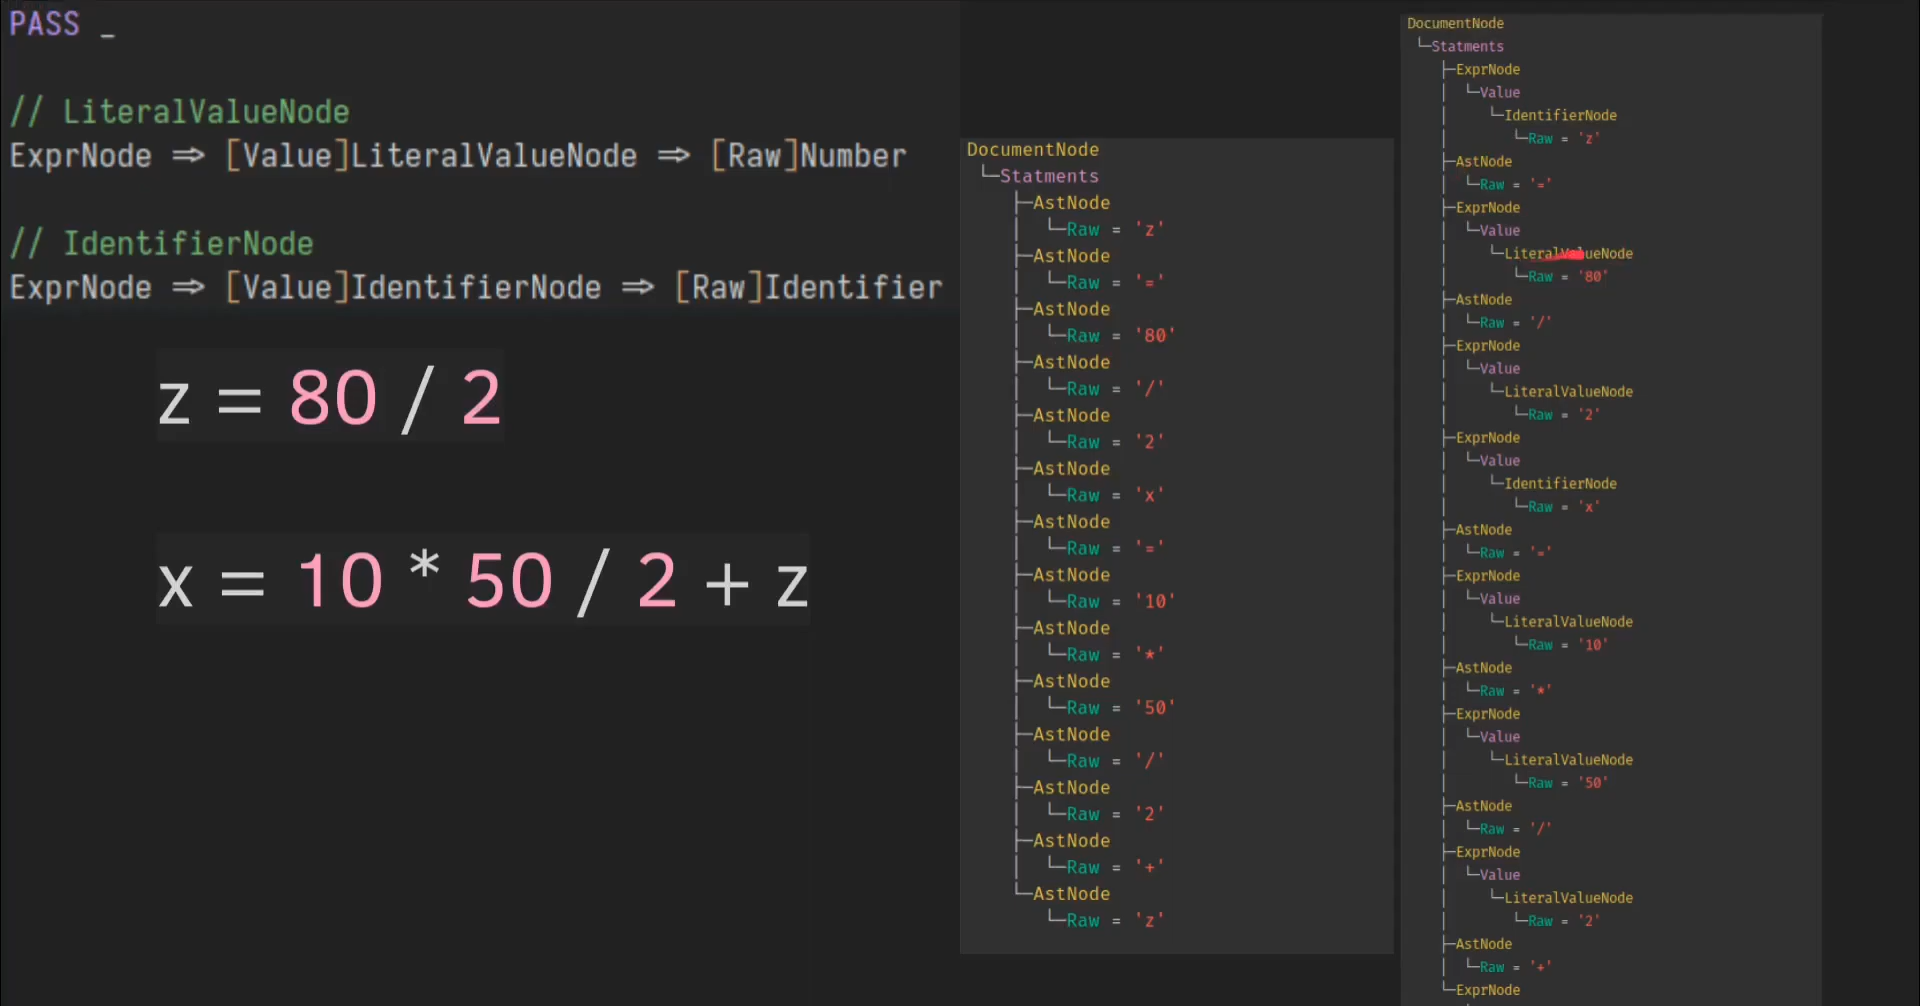 PASS _
// LiteralValueNode
ExprNode => [Value]LiteralValueNode => [Raw]Number
// IdentifierNode
ExprNode => [Value]IdentifierNode => [Raw]Identifier
z = 80 / 2
x = 10 * 50 / 2 + z
DocumentNode
└─Statments
├─AstNode
│ └─Raw = 'z'
├─AstNode
│ └─Raw = '='
├─AstNode
│ └─Raw = '80'
├─AstNode
│ └─Raw = '/'
├─AstNode
│ └─Raw = '2'
├─AstNode
│ └─Raw = 'x'
├─AstNode
│ └─Raw = '='
├─AstNode
│ └─Raw = '10'
├─AstNode
│ └─Raw = '*'
├─AstNode
│ └─Raw = '50'
├─AstNode
│ └─Raw = '/'
├─AstNode
│ └─Raw = '2'
├─AstNode
│ └─Raw = '+'
└─AstNode
└─Raw = 'z'
DocumentNode
└─Statments
├─ExprNode
│ └─Value
│ └─IdentifierNode
│ └─Raw = 'z'
├─AstNode
│ └─Raw = '='
├─ExprNode
│ └─Value
│ └─LiteralValueNode
│ └─Raw = '80'
├─AstNode
│ └─Raw = '/'
├─ExprNode
│ └─Value
│ └─LiteralValueNode
│ └─Raw = '2'
├─ExprNode
│ └─Value
│ └─IdentifierNode
│ └─Raw = 'x'
├─AstNode
│ └─Raw = '='
├─ExprNode
│ └─Value
│ └─LiteralValueNode
│ └─Raw = '10'
├─AstNode
│ └─Raw = '*'
├─ExprNode
│ └─Value
│ └─LiteralValueNode
│ └─Raw = '50'
├─AstNode
│ └─Raw = '/'
├─ExprNode
│ └─Value
│ └─LiteralValueNode
│ └─Raw = '2'
├─AstNode
│ └─Raw = '+'
└─ExprNode